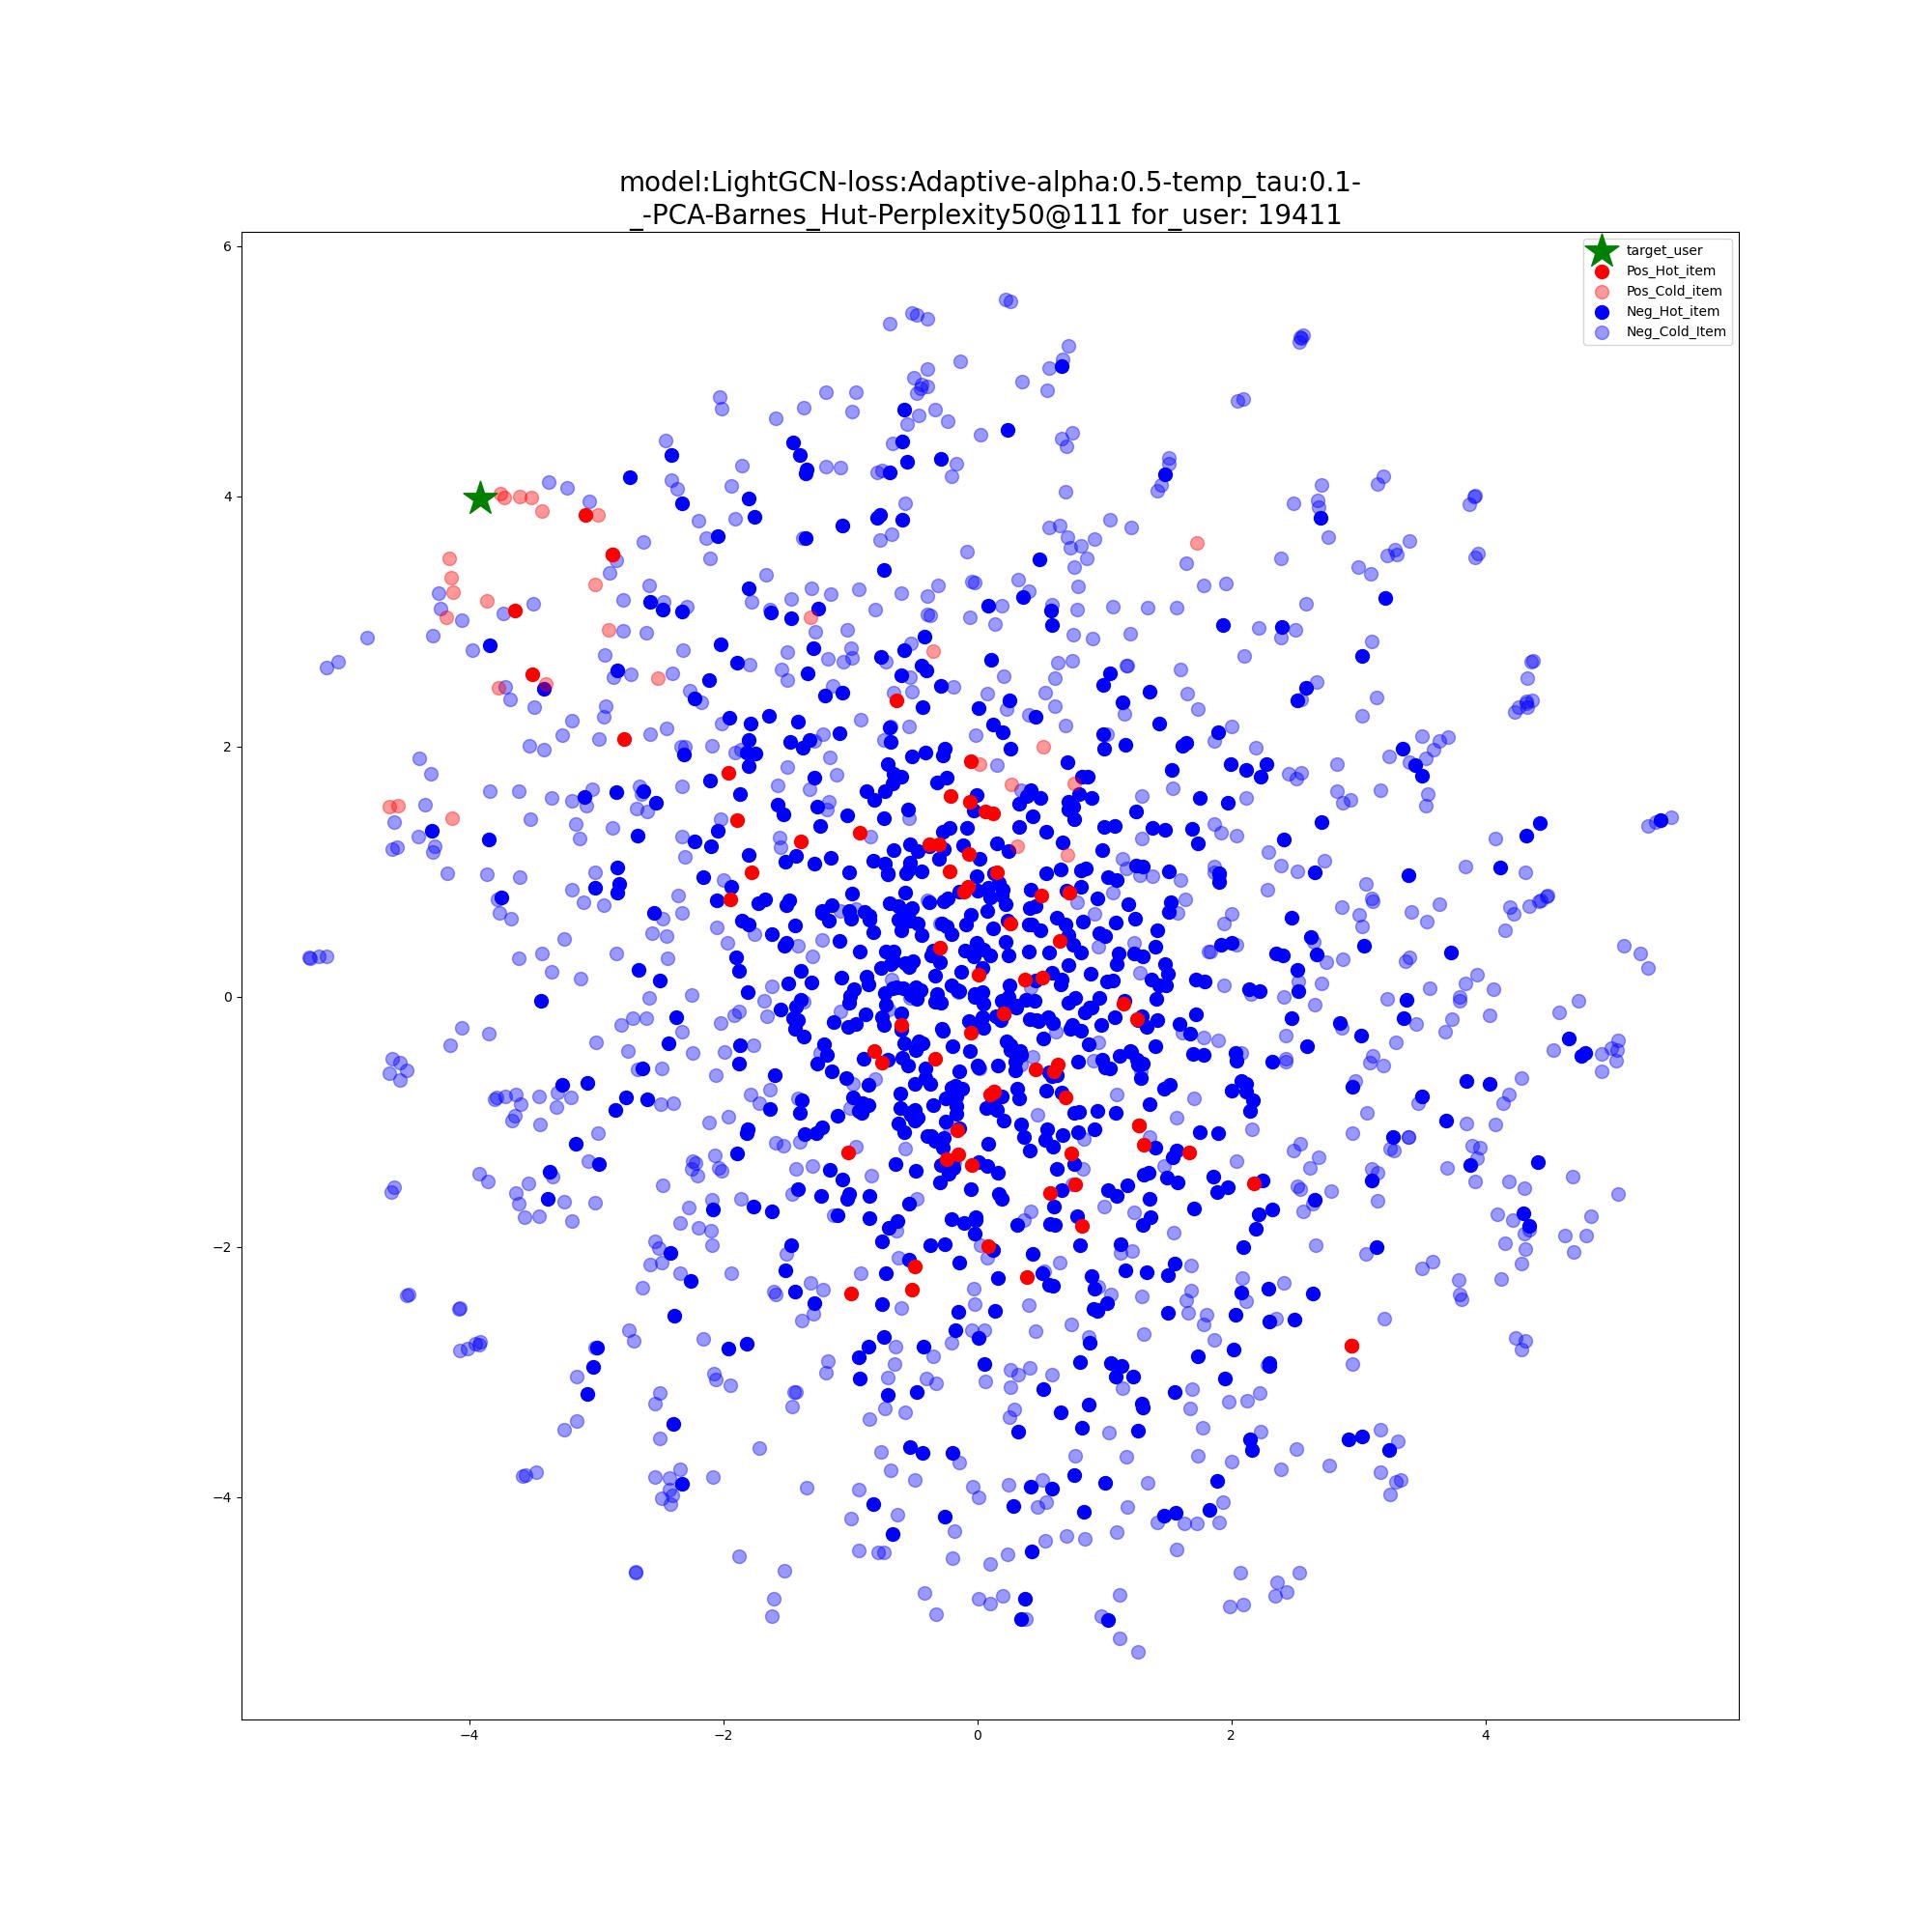 model:LightGCN-loss:Adaptive-alpha:0.5-temp_tau:0.1-
_-PCA-Barnes_Hut-Perplexity50@111 for_user: 19411
target_user
Pos_Hot_item
Pos_Cold_item
Neg_Hot_item
Neg_Cold_Item
6
4
2
0
−2
−4
−4
−2
0
2
4